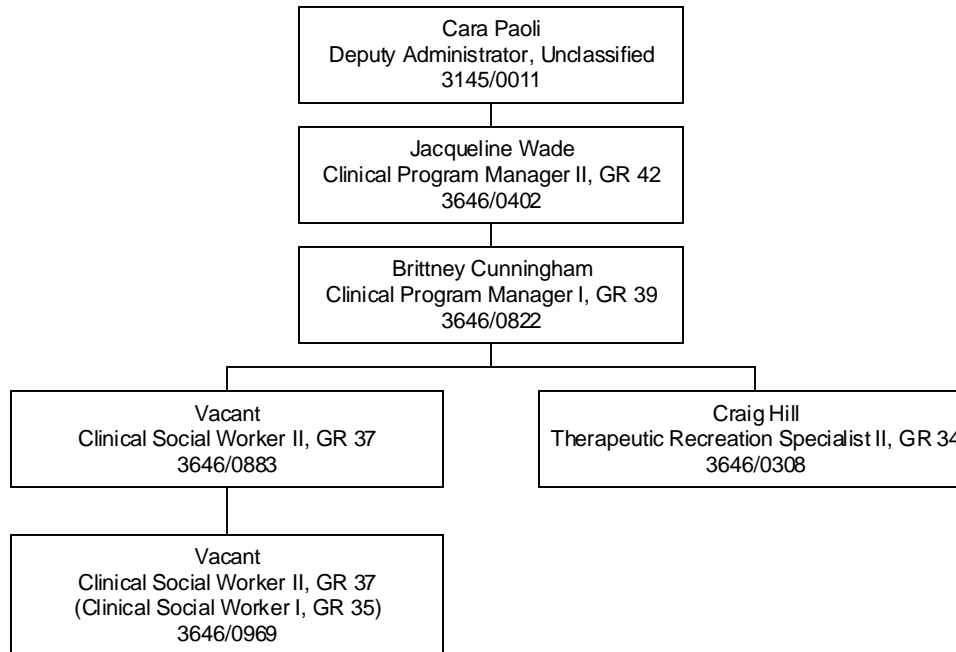 Cara Paoli
Deputy Administrator, Unclassified
3145/0011
Jacqueline Wade
Clinical Program Manager II, GR 42
3646/0402
Brittney Cunningham
Clinical Program Manager I, GR 39
3646/0822
Vacant
Clinical Social Worker II, GR 37
3646/0883
Craig Hill
Therapeutic Recreation Specialist II, GR 34
3646/0308
Vacant
Clinical Social Worker II, GR 37
(Clinical Social Worker I, GR 35)
3646/0969